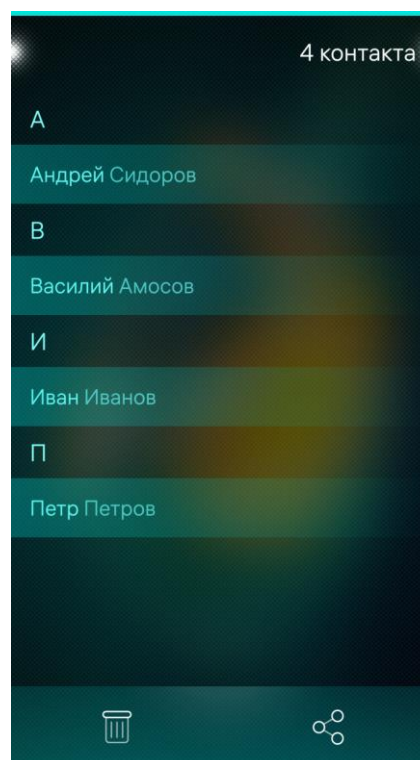 4 контакта
А
Андрей Сидоров
В
Василий Амосов
И
Иван Иванов
П
Петр Петров